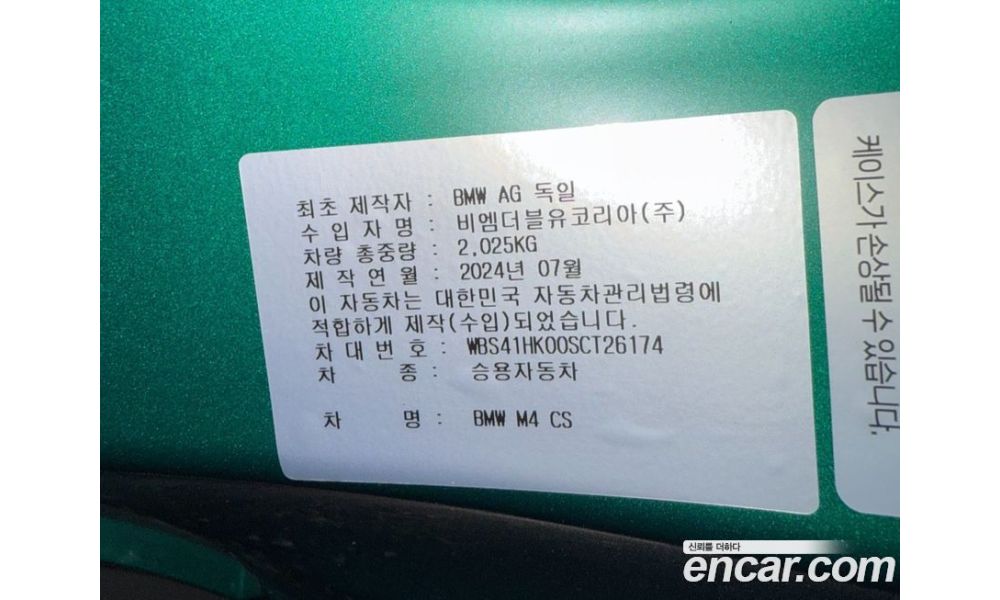 최초 제작자 : BMW AG 독일
수 입 자 명 : 비엠더블유코리아(주)
차량 총중량 : 2,025KG
제 작 연 월 : 2024년 07월
이 자동차는 대한민국 자동차관리법령에
적합하게 제작(수입)되었습니다.
차 대 번 호 : WBS41HK00SCT26174
차 종 : 승용자동차
차 명 : BMW M4 CS
케이스가 손상될 수 있습니다.
신뢰를 더하다
encar.com